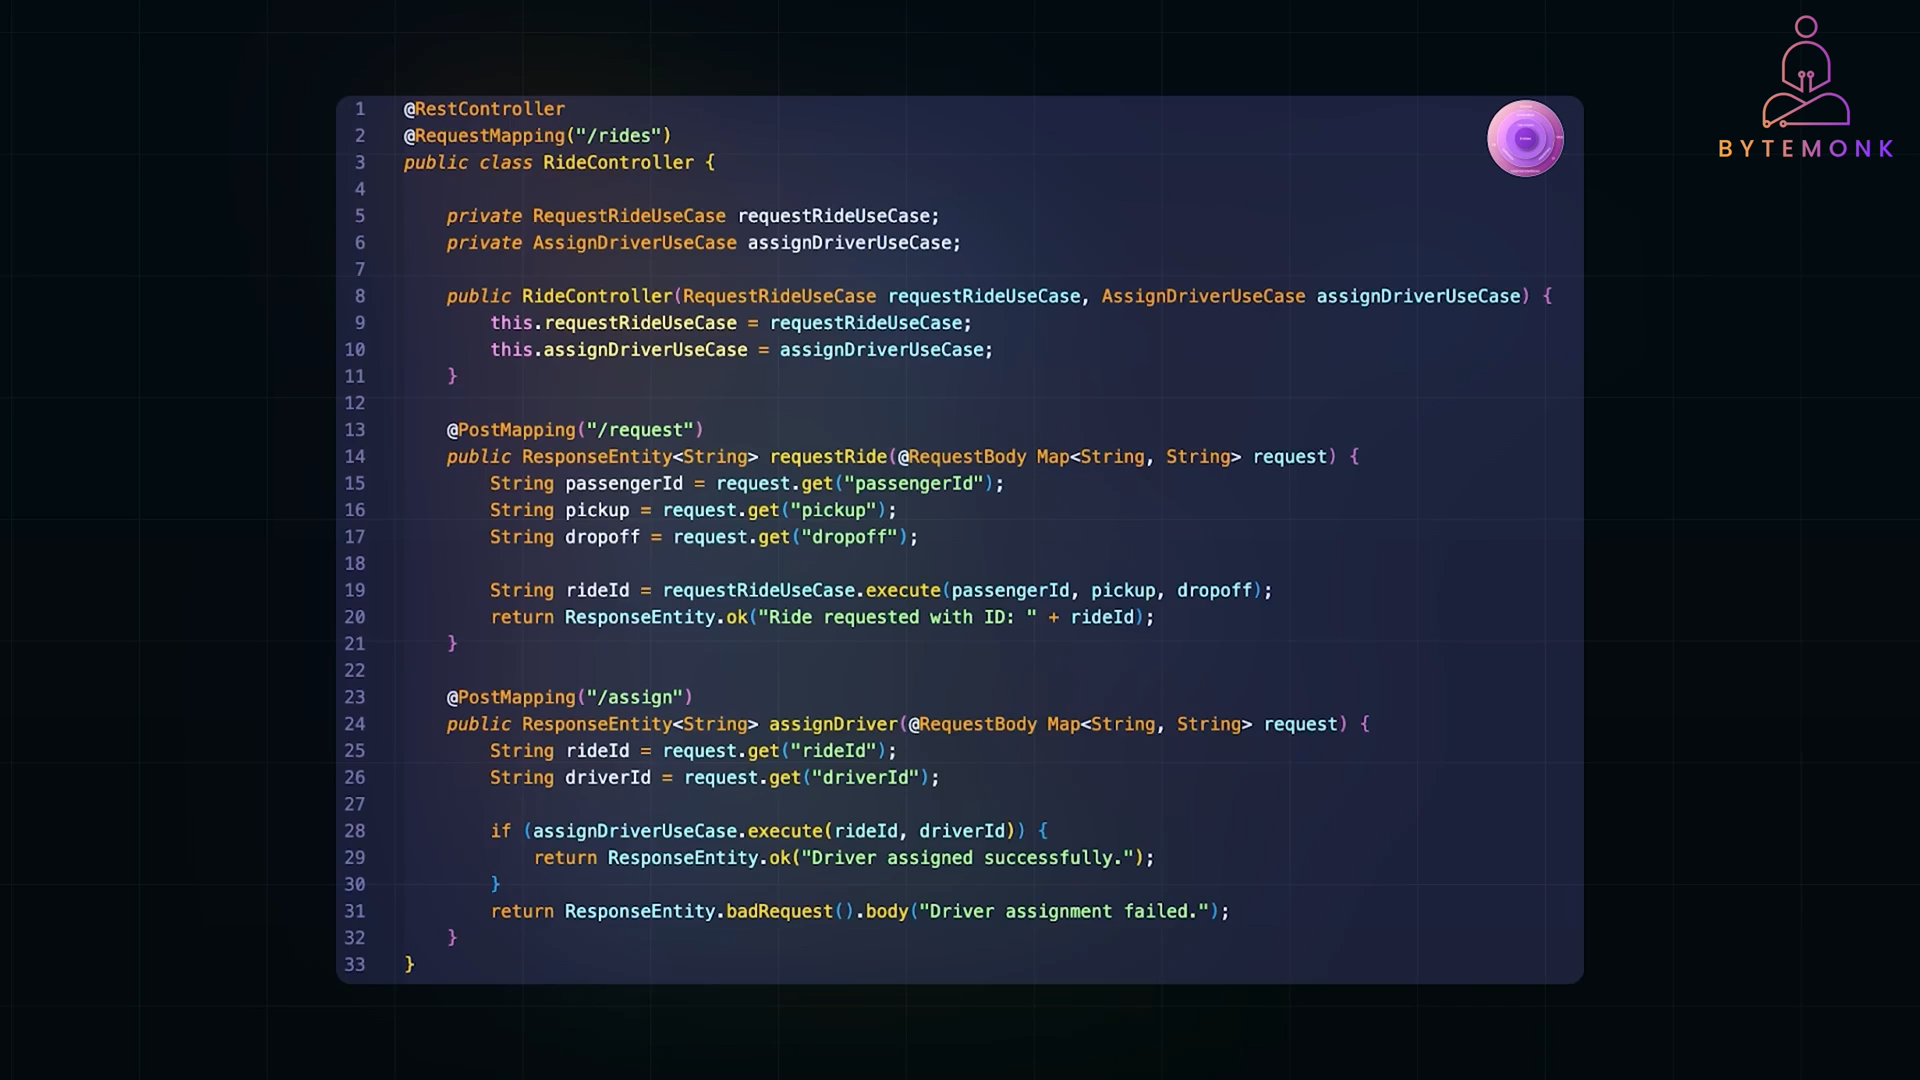 BYTEMONK
1 @RestController
2 @RequestMapping("/rides")
3 public class RideController {
4
5     private RequestRideUseCase requestRideUseCase;
6     private AssignDriverUseCase assignDriverUseCase;
7
8     public RideController(RequestRideUseCase requestRideUseCase, AssignDriverUseCase assignDriverUseCase) {
9         this.requestRideUseCase = requestRideUseCase;
10         this.assignDriverUseCase = assignDriverUseCase;
11     }
12
13     @PostMapping("/request")
14     public ResponseEntity<String> requestRide(@RequestBody Map<String, String> request) {
15         String passengerId = request.get("passengerId");
16         String pickup = request.get("pickup");
17         String dropoff = request.get("dropoff");
18
19         String rideId = requestRideUseCase.execute(passengerId, pickup, dropoff);
20         return ResponseEntity.ok("Ride requested with ID: " + rideId);
21     }
22
23     @PostMapping("/assign")
24     public ResponseEntity<String> assignDriver(@RequestBody Map<String, String> request) {
25         String rideId = request.get("rideId");
26         String driverId = request.get("driverId");
27
28         if (assignDriverUseCase.execute(rideId, driverId)) {
29             return ResponseEntity.ok("Driver assigned successfully.");
30         }
31         return ResponseEntity.badRequest().body("Driver assignment failed.");
32     }
33 }